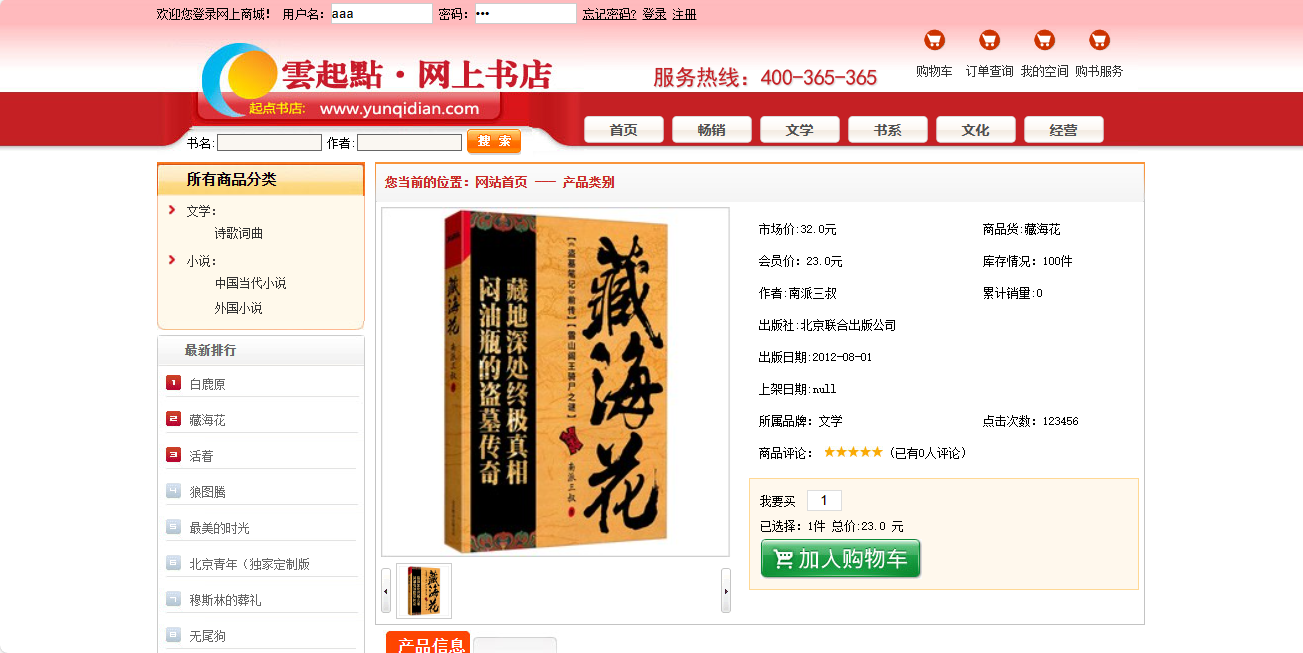 欢迎您登录网上商城! 用户名: aaa 密码: ••• 忘记密码? 登录 注册
雲起點·网上书店
起点书店: www.yunqidian.com
服务热线: 400-365-365
购物车 订单查询 我的空间 购书服务
首页 畅销 文学 书系 文化 经营
书名: 作者: 搜 索
所有商品分类
文学:
诗歌词曲
小说:
中国当代小说
外国小说
最新排行
1 白鹿原
2 藏海花
3 活着
4 狼图腾
5 最美的时光
6 北京青年（独家定制版
7 穆斯林的葬礼
8 无尾狗
您当前的位置: 网站首页 —— 产品类别
藏海花
南派三叔
藏地深处终极真相
闷油瓶的盗墓传奇
【《盗墓笔记》前传】【雪山阎王骑尸之谜】
藏海花
南派三叔
藏海花
市场价:32.0元 商品货:藏海花
会员价: 23.0元 库存情况: 100件
作者:南派三叔 累计销量:0
出版社:北京联合出版公司
出版日期:2012-08-01
上架日期:null
所属品牌: 文学 点击次数: 123456
商品评论: ★★★★★（已有0人评论）
我要买 1
已选择: 1件 总价:23.0 元
加入购物车
产品信息